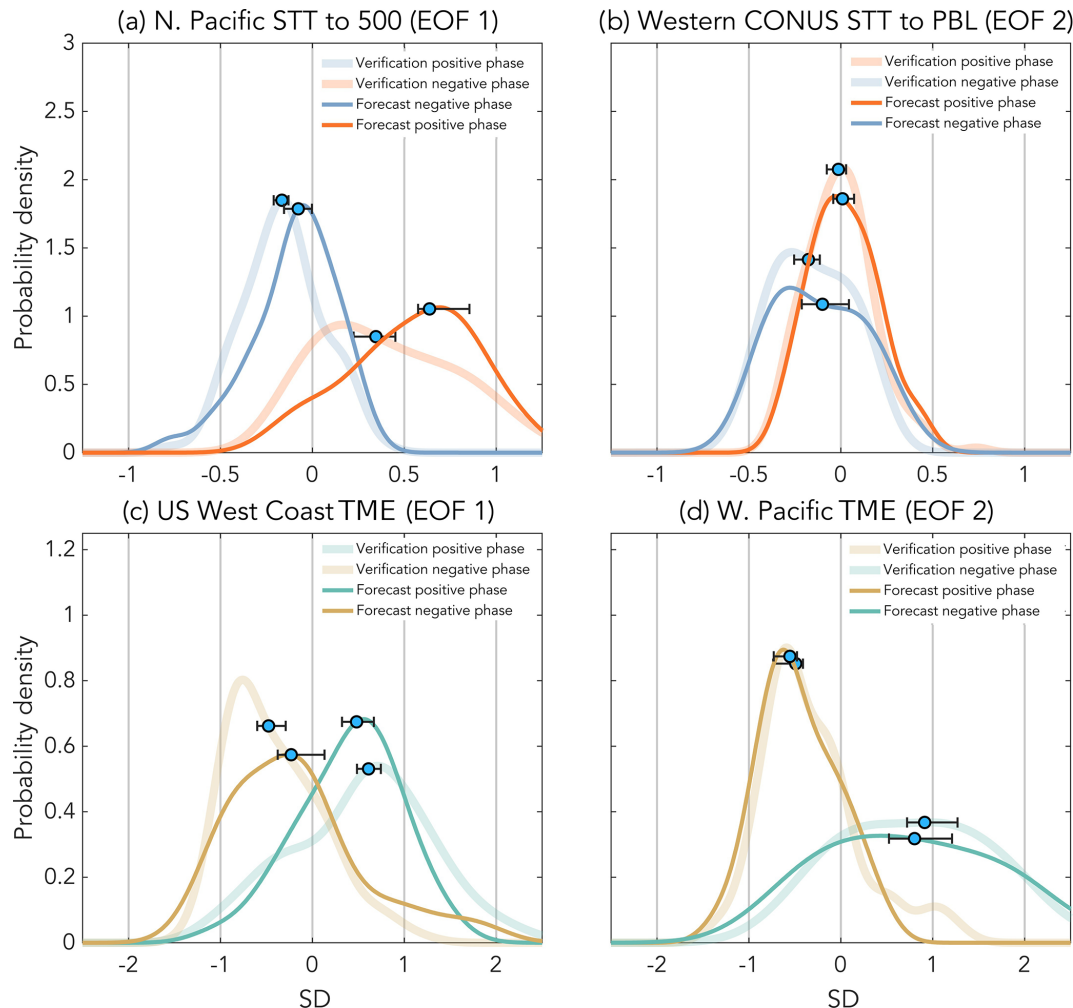 (a) N. Pacific STT to 500 (EOF 1)
Probability density
3
2.5
2
1.5
1
0.5
0
Verification positive phase
Verification negative phase
Forecast negative phase
Forecast positive phase
-1
-0.5
0
0.5
1
(b) Western CONUS STT to PBL (EOF 2)
Verification positive phase
Verification negative phase
Forecast positive phase
Forecast negative phase
-1
-0.5
0
0.5
1
(c) US West Coast TME (EOF 1)
Probability density
1.2
1
0.8
0.6
0.4
0.2
0
Verification positive phase
Verification negative phase
Forecast positive phase
Forecast negative phase
-2
-1
0
1
2
SD
(d) W. Pacific TME (EOF 2)
Verification positive phase
Verification negative phase
Forecast positive phase
Forecast negative phase
-2
-1
0
1
2
SD